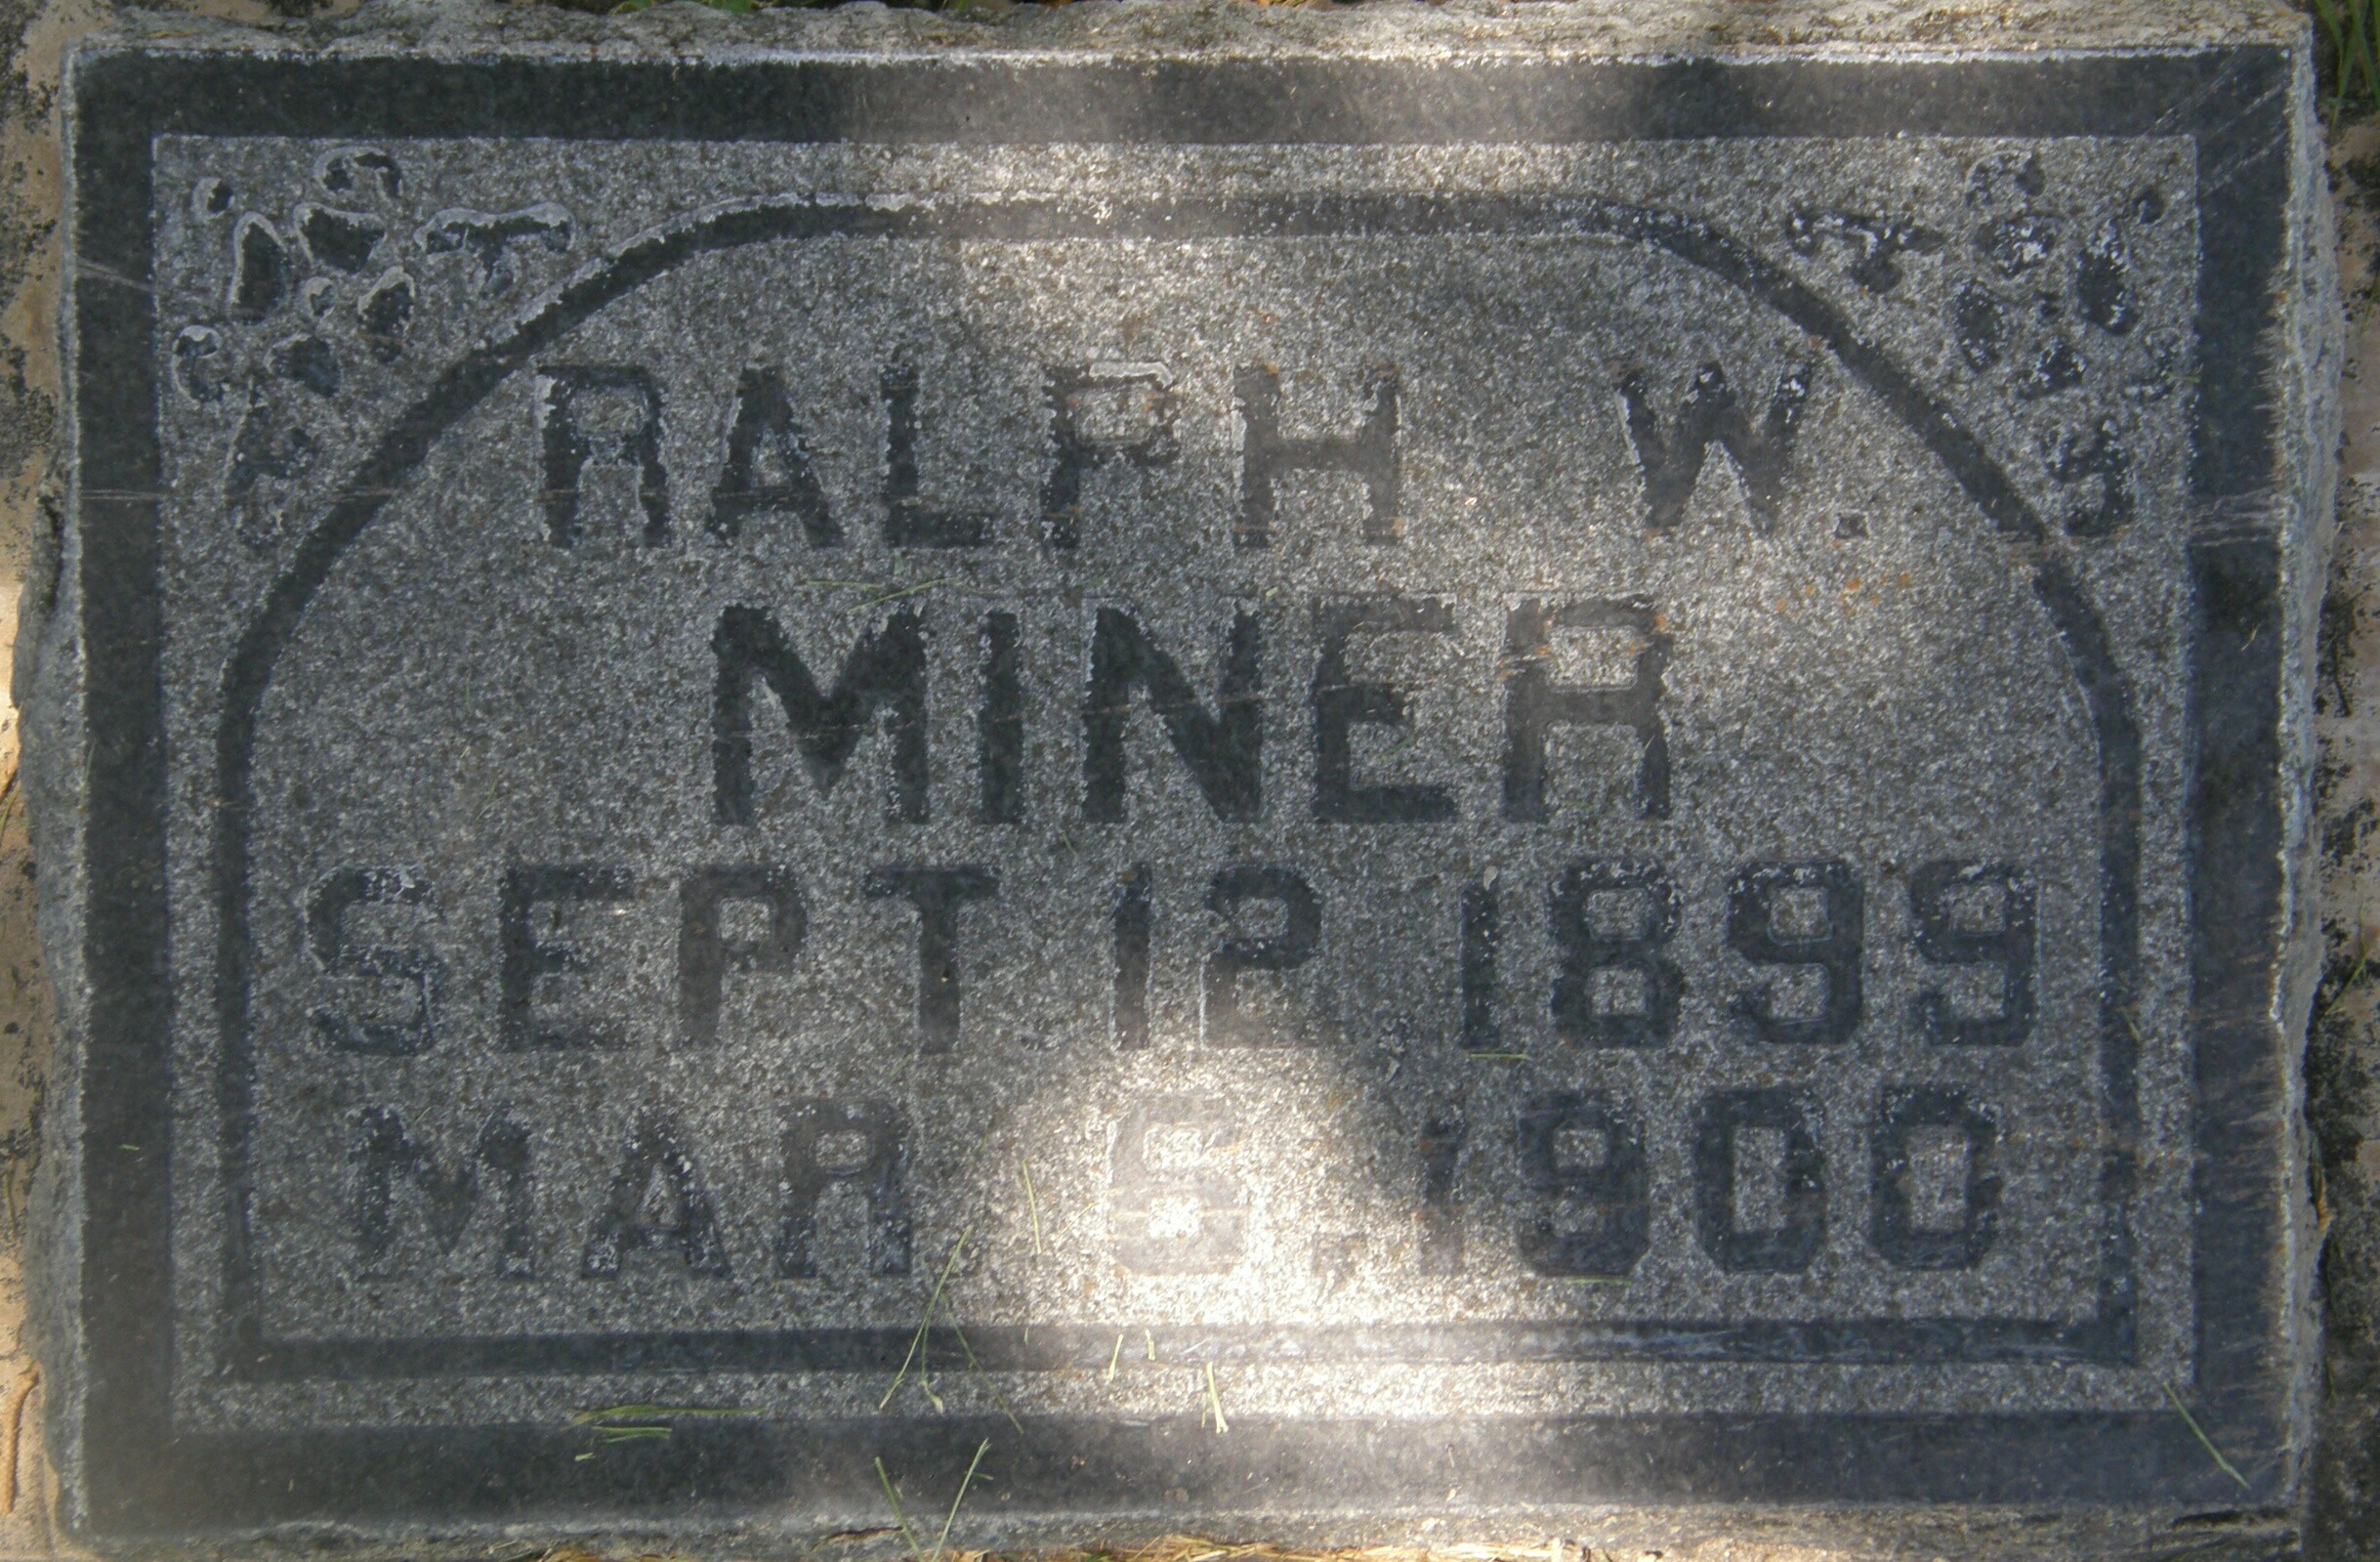 RALPH W.
MINER
SEPT 12 1899
MAR 6, 1900